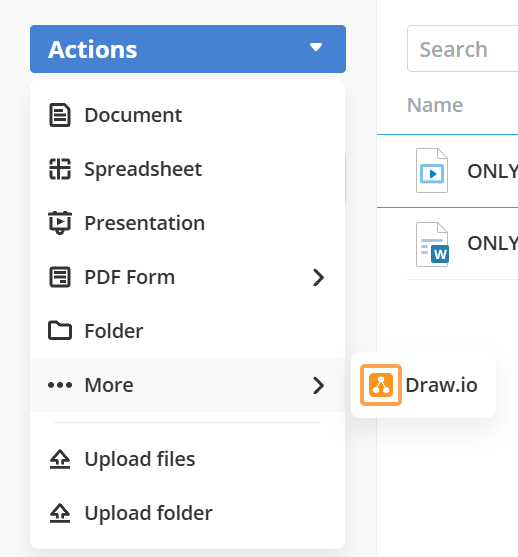 Actions
Document
Spreadsheet
Presentation
PDF Form
Folder
More
Upload files
Upload folder
Draw.io
Search
Name
ONLY
W
ONLY